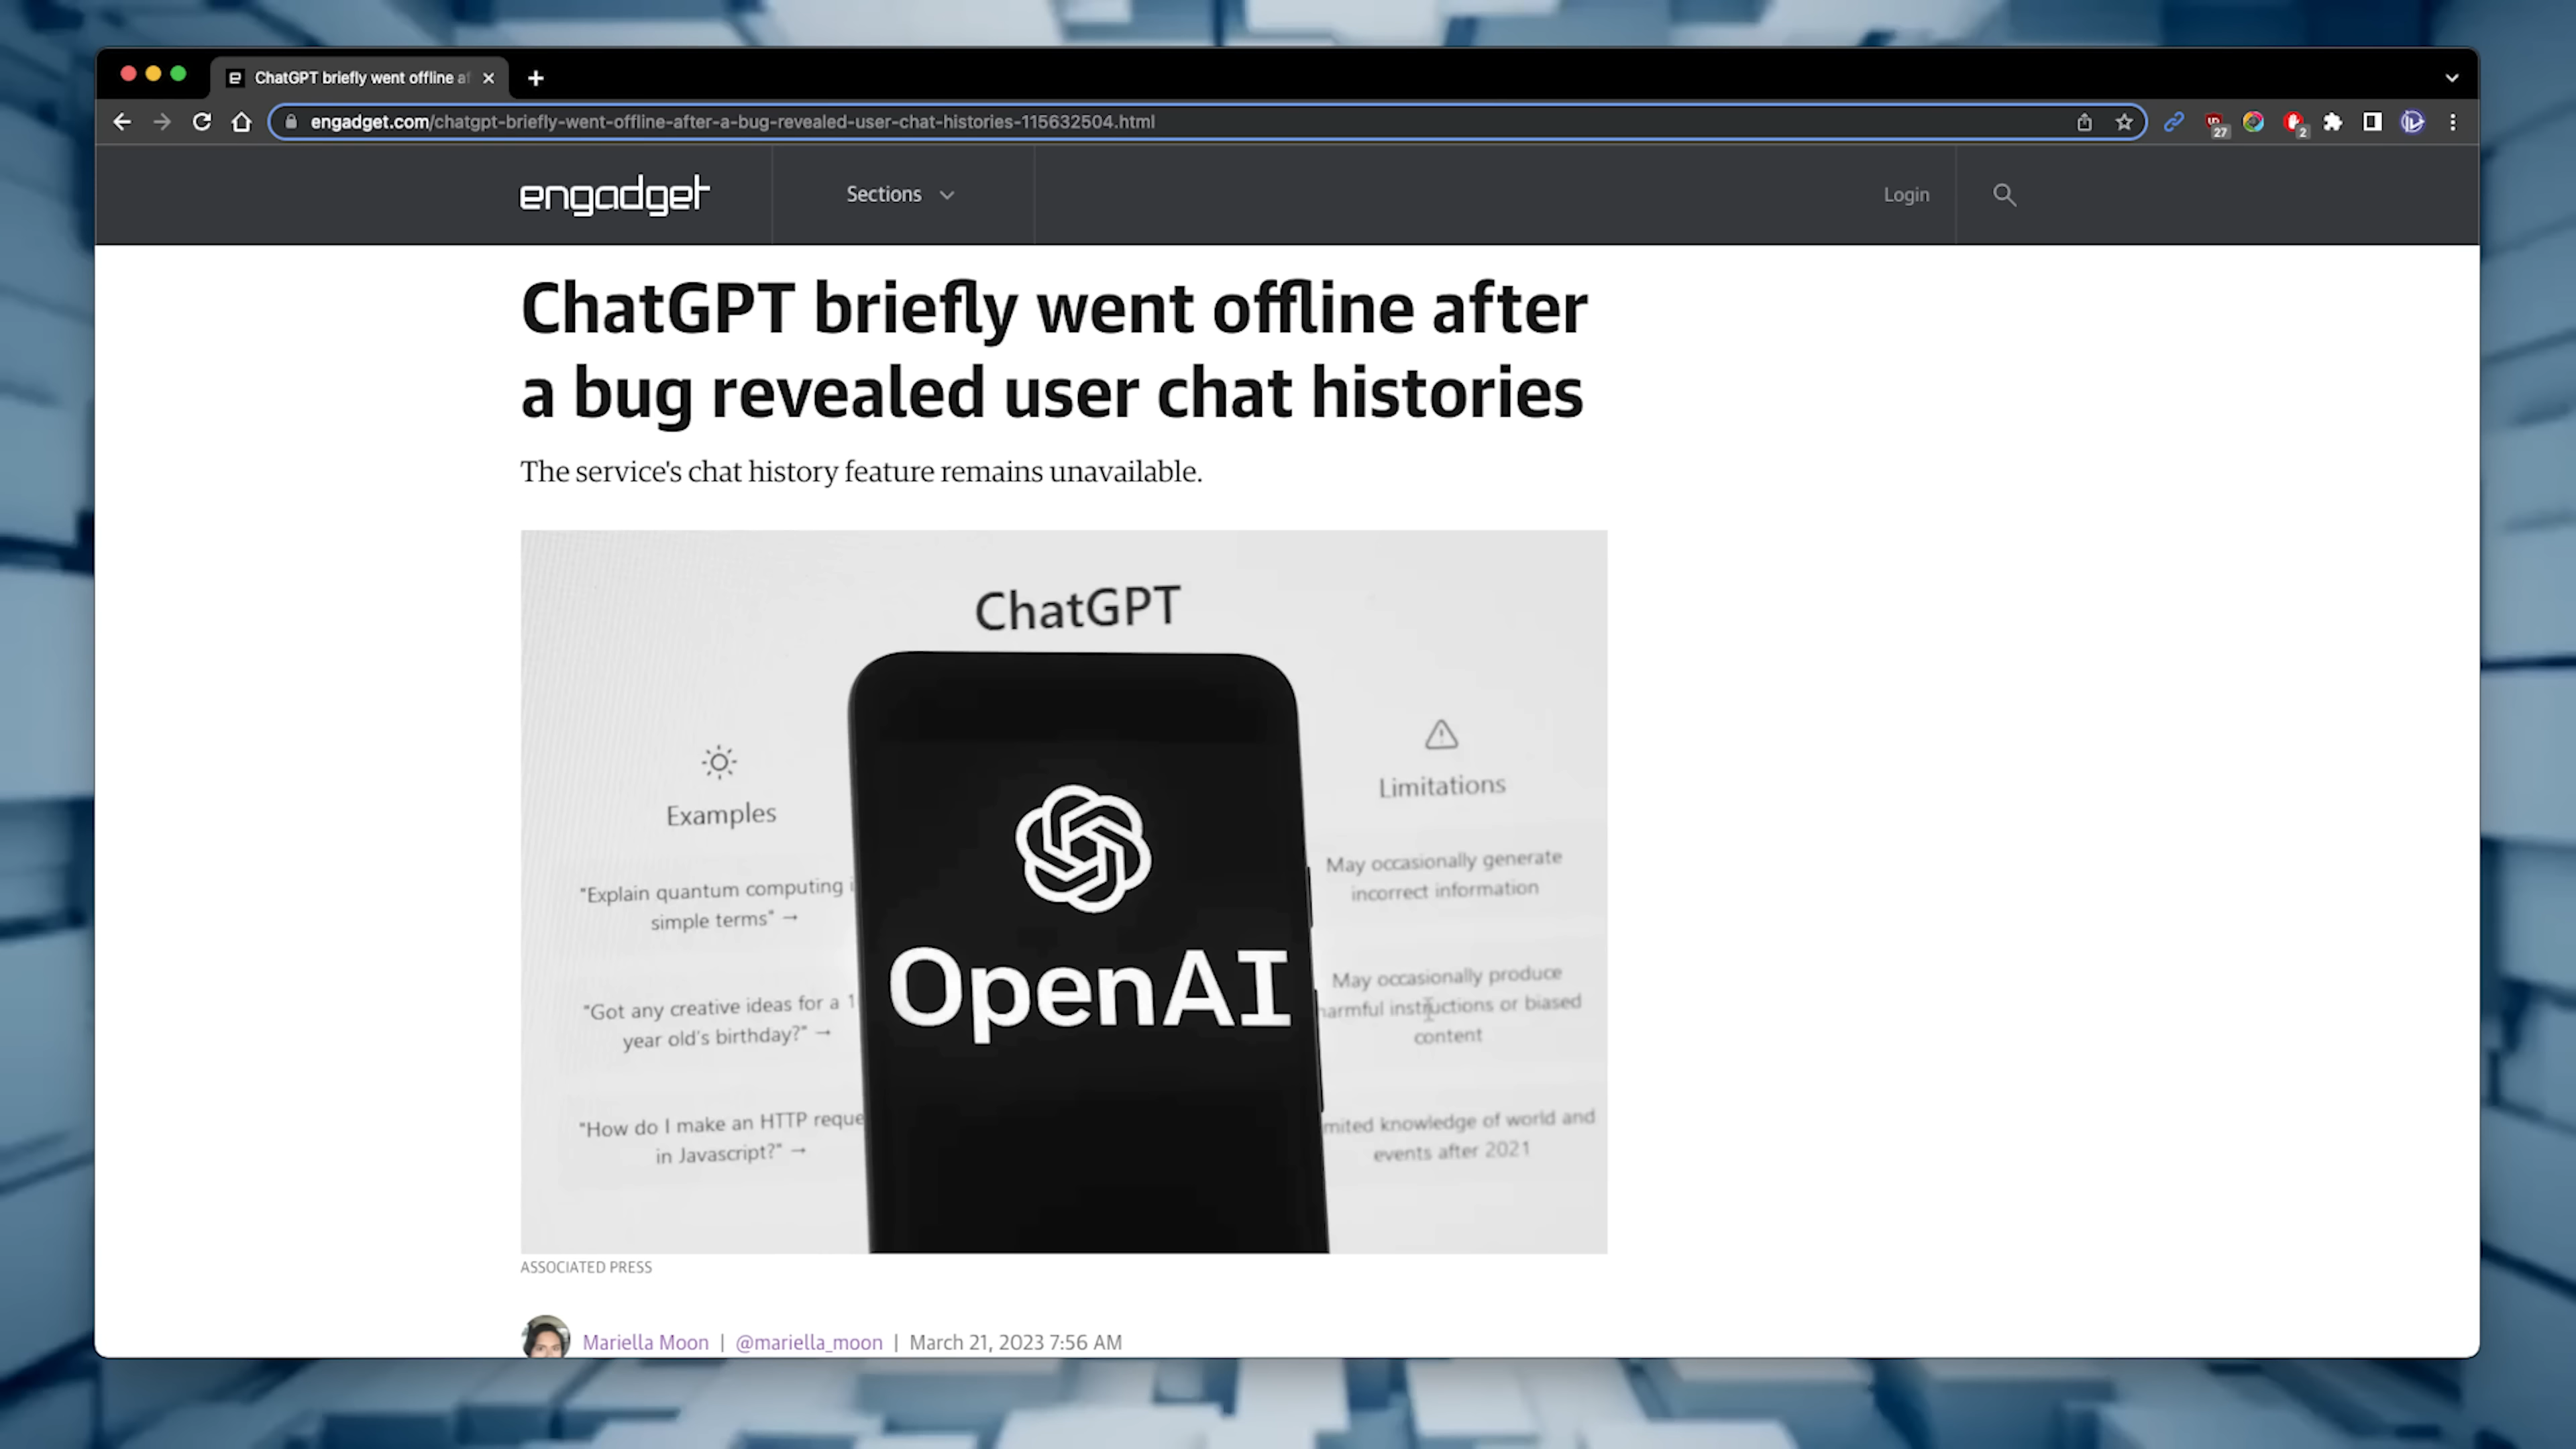 ChatGPT briefly went offline
engadget.com/chatgpt-briefly-went-offline-after-a-bug-revealed-user-chat-histories-115632504.html
27
2
engadget
Sections
Login
ChatGPT briefly went offline after
a bug revealed user chat histories
The service's chat history feature remains unavailable.
ChatGPT
Examples
"Explain quantum computing
simple terms" →
"Got any creative ideas for a
year old's birthday?" →
"How do I make an HTTP
in Javascript?" →
OpenAI
Limitations
May occasionally generate
incorrect information
May occasionally produce
harmful instructions or biased
content
knowledge of world and
events after 2021
ASSOCIATED PRESS
Mariella Moon | @mariella_moon | March 21, 2023 7:56 AM